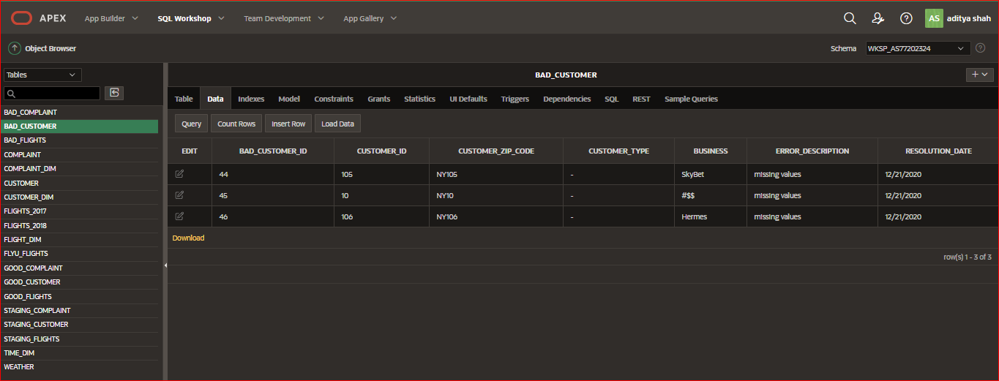 APEX App Builder SQL Workshop Team Development App Gallery AS aditya shah
Object Browser Schema WKSP_AS77202324
Tables
BAD_CUSTOMER
Table Data Indexes Model Constraints Grants Statistics UI Defaults Triggers Dependencies SQL REST Sample Queries
BAD_COMPLAINT
BAD_CUSTOMER
BAD_FLIGHTS
COMPLAINT
COMPLAINT_DIM
CUSTOMER
CUSTOMER_DIM
FLIGHTS_2017
FLIGHTS_2018
FLIGHT_DIM
FLYU_FLIGHTS
GOOD_COMPLAINT
GOOD_CUSTOMER
GOOD_FLIGHTS
STAGING_COMPLAINT
STAGING_CUSTOMER
STAGING_FLIGHTS
TIME_DIM
WEATHER
Query Count Rows Insert Row Load Data
EDIT BAD_CUSTOMER_ID CUSTOMER_ID CUSTOMER_ZIP_CODE CUSTOMER_TYPE BUSINESS ERROR_DESCRIPTION RESOLUTION_DATE
44 105 NY105 - SkyBet missing values 12/21/2020
45 10 NY10 - #$$ missing values 12/21/2020
46 106 NY106 - Hermes missing values 12/21/2020
Download
row(s) 1 - 3 of 3